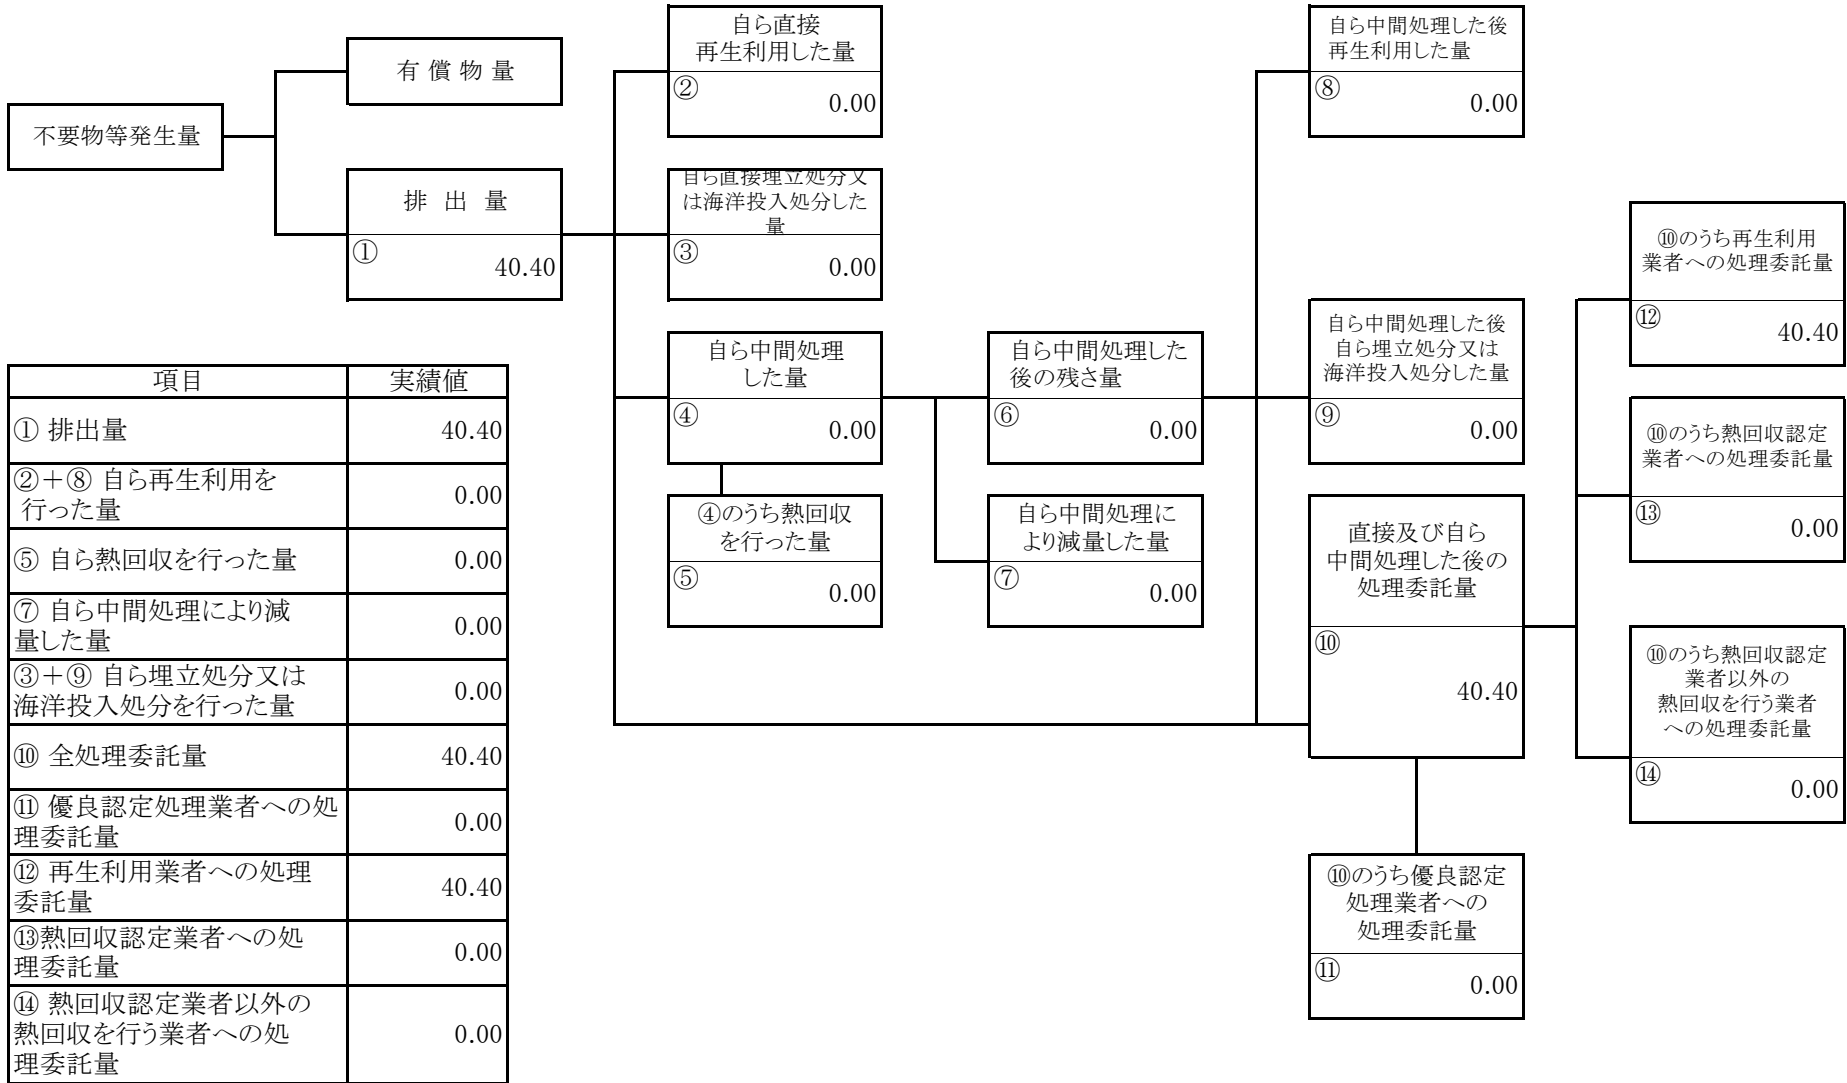 不要物等発生量
有 償 物 量
排 出 量
①
40.40
自ら直接
再生利用した量
②
0.00
自ら直接埋立処分又
は海洋投入処分した
量
③
0.00
自ら中間処理
した量
④
0.00
④のうち熱回収
を行った量
⑤
0.00
自ら中間処理した
後の残さ量
⑥
0.00
自ら中間処理に
より減量した量
⑦
0.00
自ら中間処理した後
再生利用した量
⑧
0.00
自ら中間処理した後
自ら埋立処分又は
海洋投入処分した量
⑨
0.00
直接及び自ら
中間処理した後の
処理委託量
⑩
40.40
⑩のうち優良認定
処理業者への
処理委託量
⑪
0.00
⑩のうち再生利用
業者への処理委託量
⑫
40.40
⑩のうち熱回収認定
業者への処理委託量
⑬
0.00
⑩のうち熱回収認定
業者以外の
熱回収を行う業者
への処理委託量
⑭
0.00
項目 実績値
① 排出量 40.40
②+⑧ 自ら再生利用を
行った量
0.00
⑤ 自ら熱回収を行った量 0.00
⑦ 自ら中間処理により減
量した量
0.00
③+⑨ 自ら埋立処分又は
海洋投入処分を行った量
0.00
⑩ 全処理委託量 40.40
⑪ 優良認定処理業者への処
理委託量
0.00
⑫ 再生利用業者への処理
委託量
40.40
⑬熱回収認定業者への処
理委託量
0.00
⑭ 熱回収認定業者以外の
熱回収を行う業者への処
理委託量
0.00